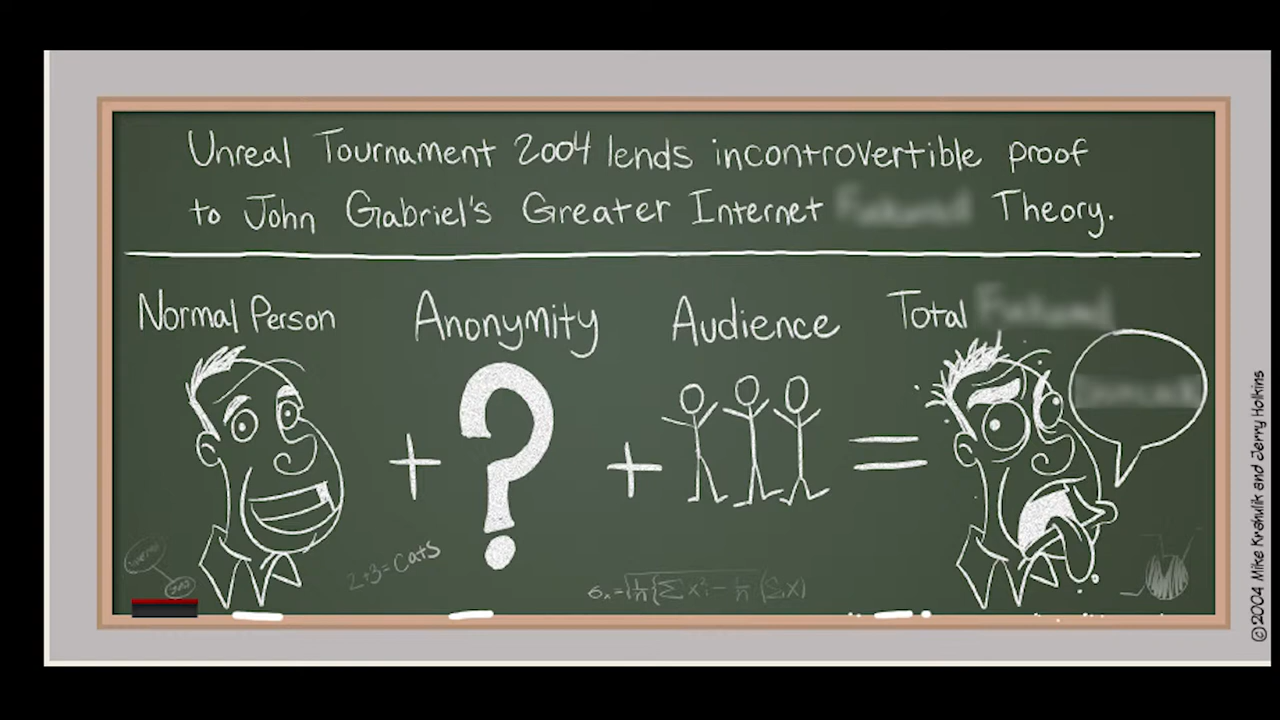 Unreal Tournament 2004 lends incontrovertible proof
to John Gabriel's Greater Internet Theory.
Normal Person
Anonymity
Audience
Total
+
?
+
=
2+3=cats
©2004 Mike Krahulik and Jerry Holkins